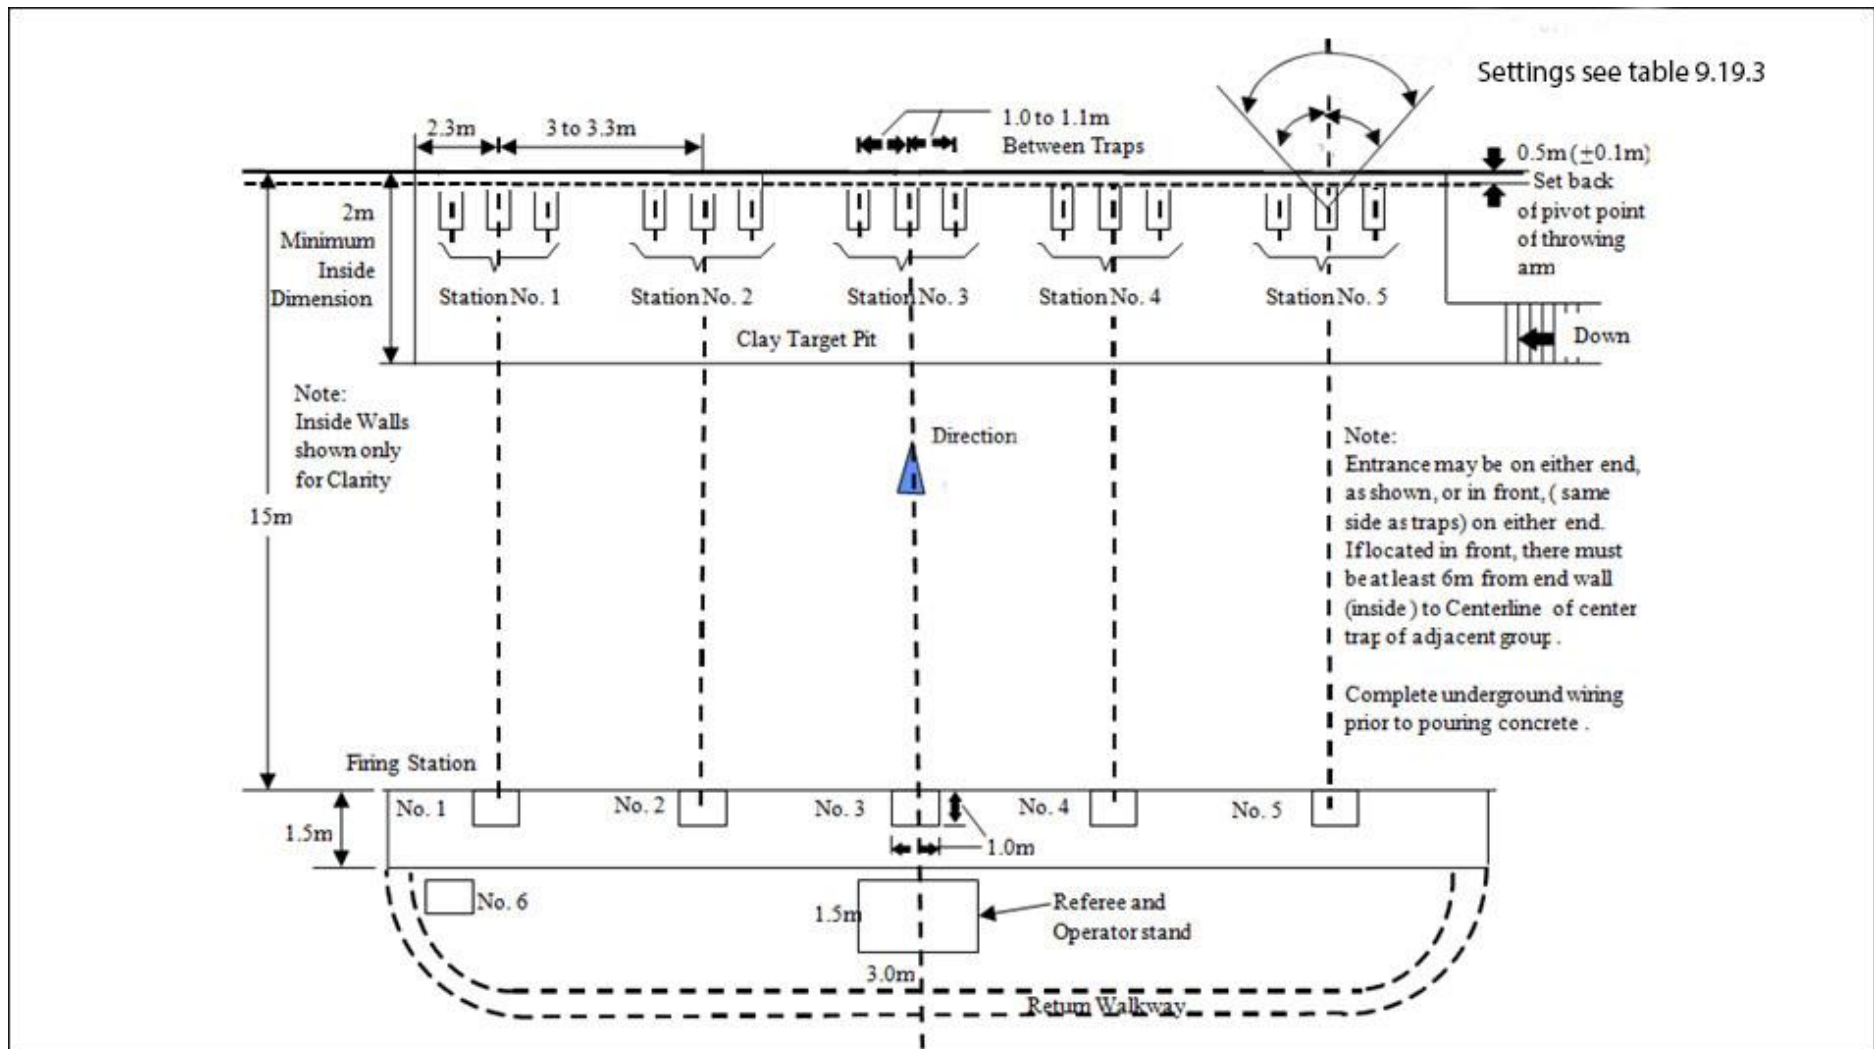 Settings see table 9.19.3
2.3m
3 to 3.3m
1.0 to 1.1m
Between Traps
0.5m (±0.1m)
Set back
of pivot point
of throwing
arm
2m
Minimum
Inside
Dimension
Station No. 1
Station No. 2
Station No. 3
Station No. 4
Station No. 5
Clay Target Pit
Down
Note:
Inside Walls
shown only
for Clarity
Direction
Note:
Entrance may be on either end,
as shown, or in front, ( same
side as traps) on either end.
If located in front, there must
be at least 6m from end wall
(inside ) to Centerline of center
trap of adjacent group .
15m
Complete underground wiring
prior to pouring concrete .
Firing Station
No. 1
No. 2
No. 3
No. 4
No. 5
1.5m
1.0m
No. 6
1.5m
Referee and
Operator stand
3.0m
Return Walkway